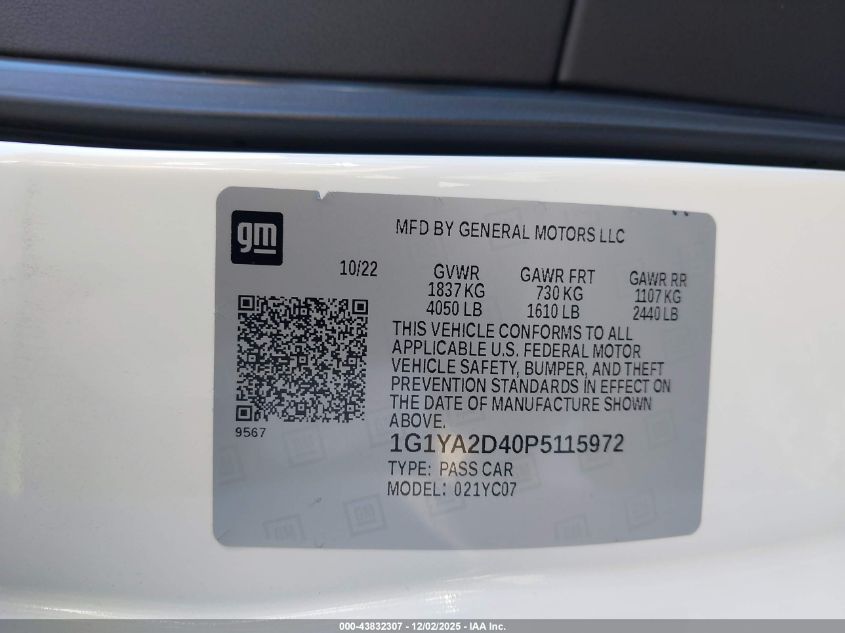 gm
MFD BY GENERAL MOTORS LLC
10/22
GVWR GAWR FRT GAWR RR
1837 KG 730 KG 1107 KG
4050 LB 1610 LB 2440 LB
THIS VEHICLE CONFORMS TO ALL
APPLICABLE U.S. FEDERAL MOTOR
VEHICLE SAFETY, BUMPER, AND THEFT
PREVENTION STANDARDS IN EFFECT ON
THE DATE OF MANUFACTURE SHOWN
ABOVE.
9567
1G1YA2D40P5115972
TYPE: PASS CAR
MODEL: 021YC07
000-43832307 - 12/02/2025 - IAA Inc.